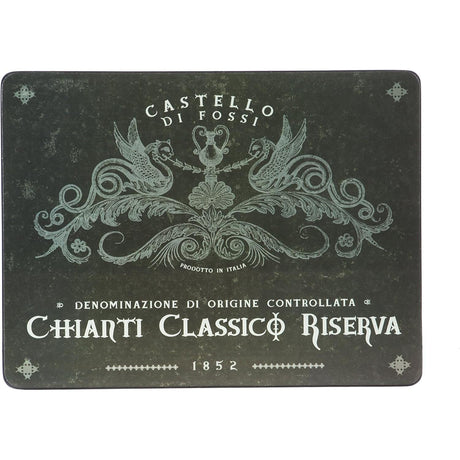 CASTELLO
DI FOSSI
PRODOTTO IN ITALIA
DENOMINAZIONE DI ORIGINE CONTROLLATA
CHIANTI CLASSICO RISERVA
1852